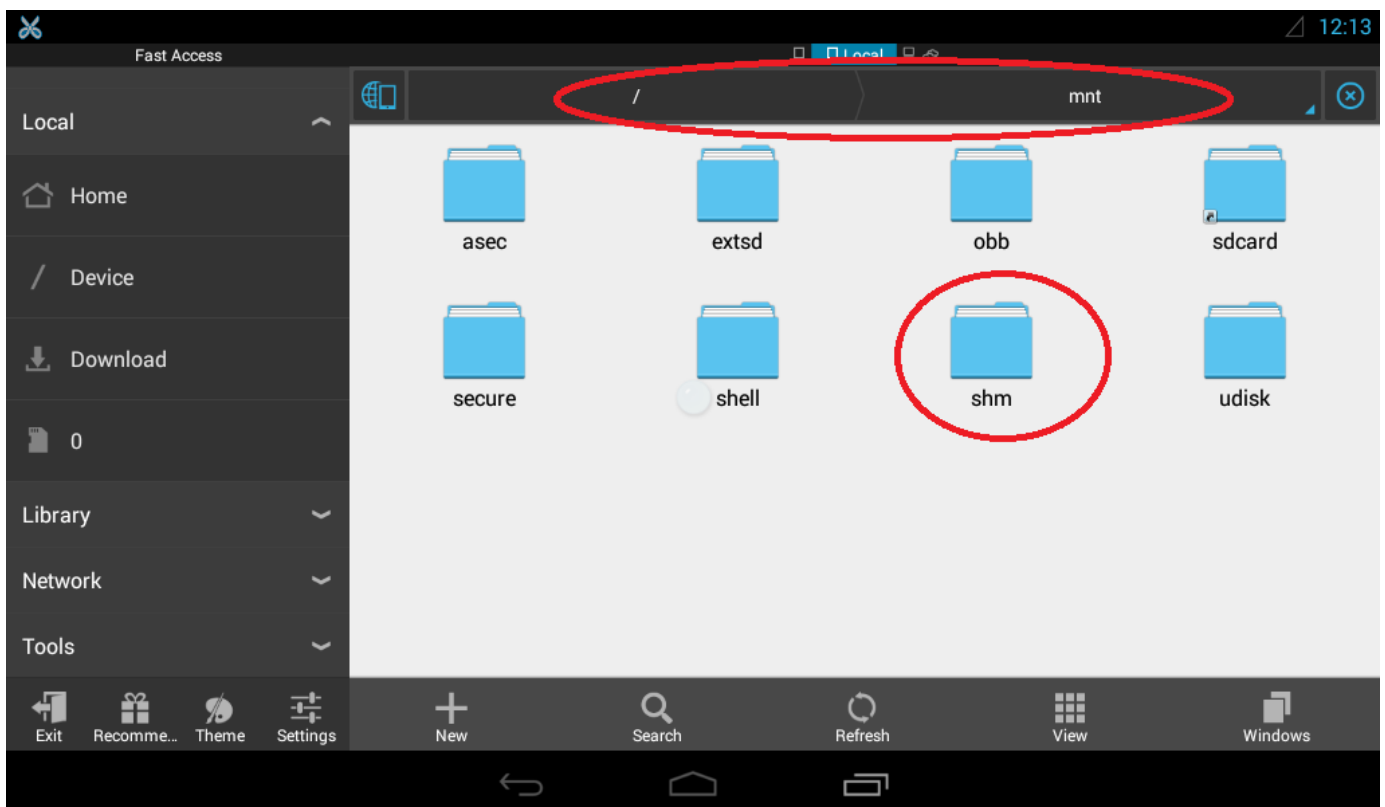 12:13
Fast Access
Local
/ mnt
Local
Home
/ Device
Download
0
Library
Network
Tools
asec extsd obb sdcard
secure shell shm udisk
Exit Recomme... Theme Settings
New Search Refresh View Windows